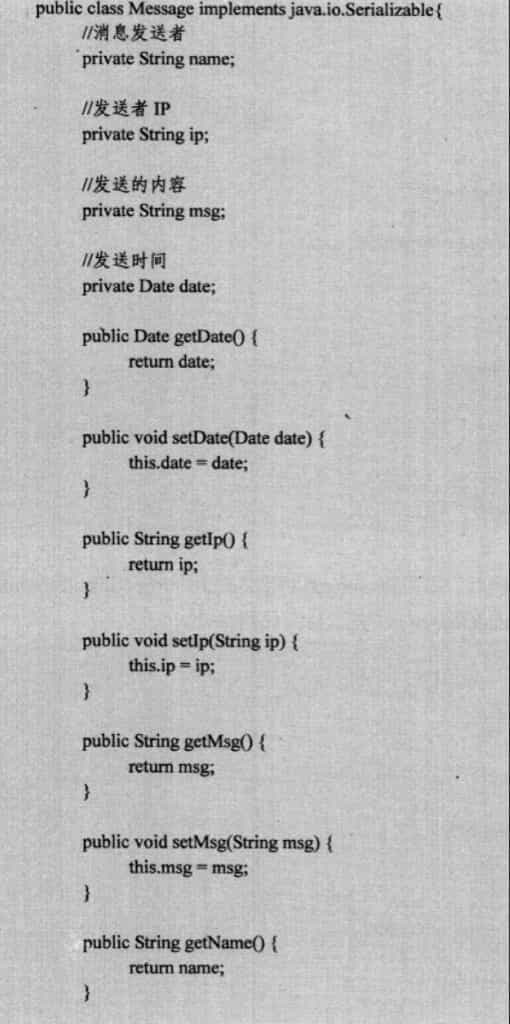 public class Message implements java.io.Serializable{
//消息发送者
private String name;
//发送者 IP
private String ip;
//发送的内容
private String msg;
//发送时间
private Date date;
public Date getDate() {
return date;
}
public void setDate(Date date) {
this.date = date;
}
public String getIp() {
return ip;
}
public void setIp(String ip) {
this.ip = ip;
}
public String getMsg() {
return msg;
}
public void setMsg(String msg) {
this.msg = msg;
}
public String getName() {
return name;
}